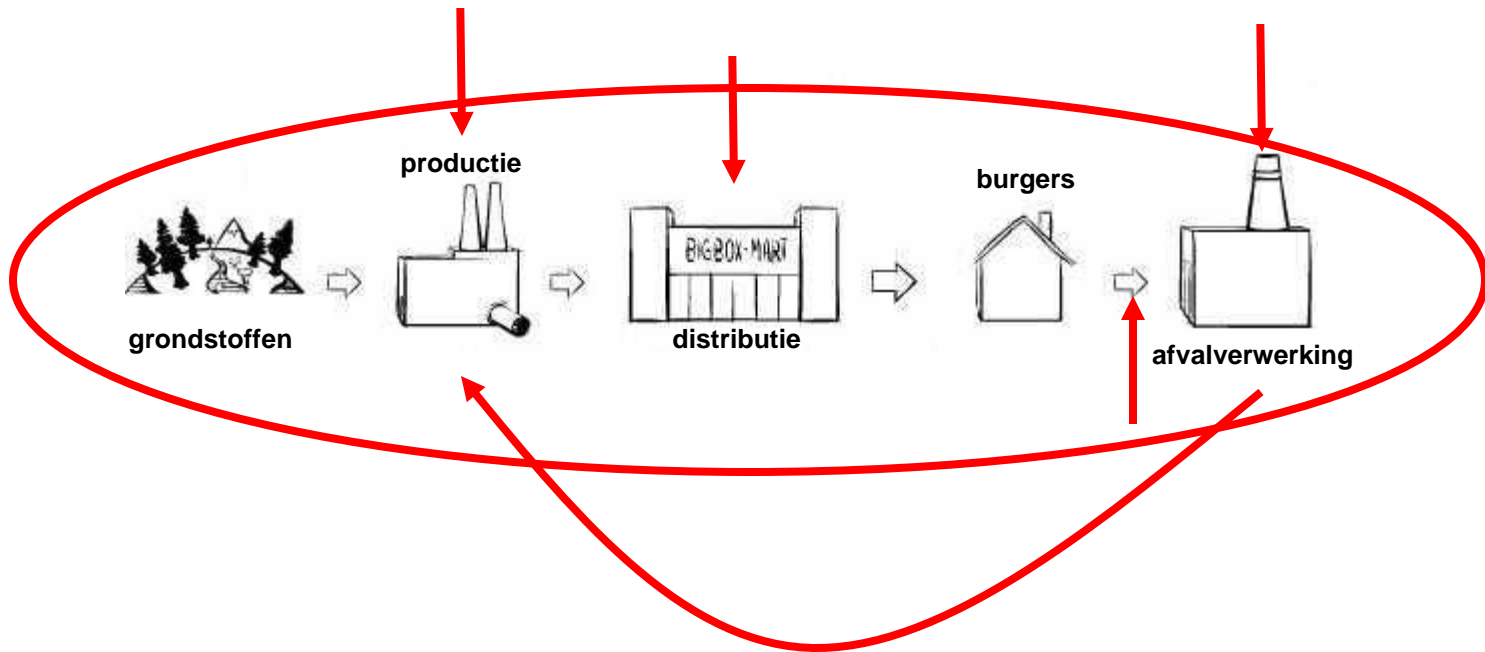 productie
burgers
BIGBOX-MART
grondstoffen
distributie
afvalverwerking